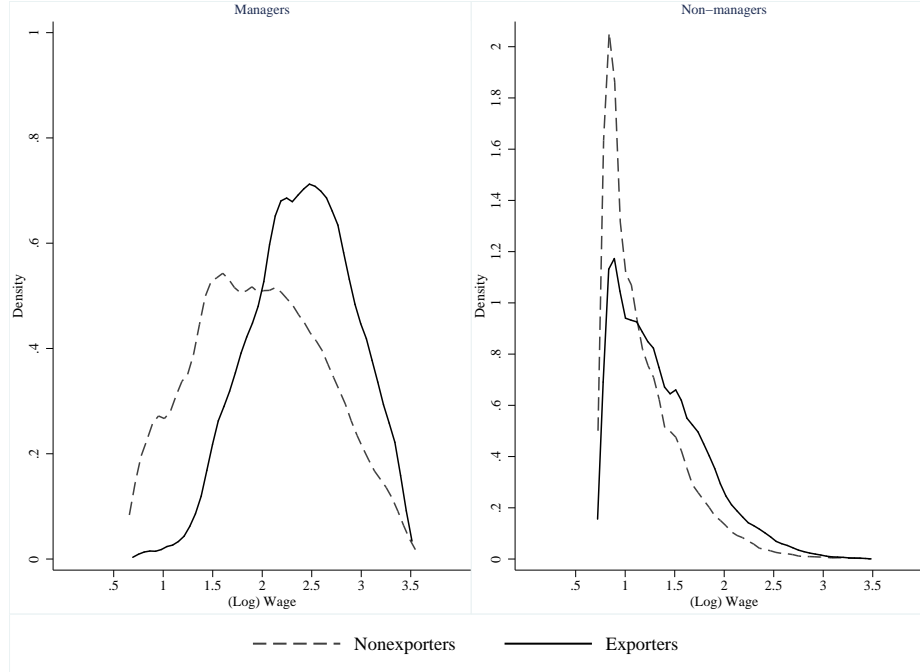 Managers
Density
0 .2 .4 .6 .8 1
.5 1 1.5 2 2.5 3 3.5
(Log) Wage
Non−managers
Density
0 .2 .4 .6 .8 1 1.2 1.4 1.6 1.8 2
.5 1 1.5 2 2.5 3 3.5
(Log) Wage
Nonexporters Exporters